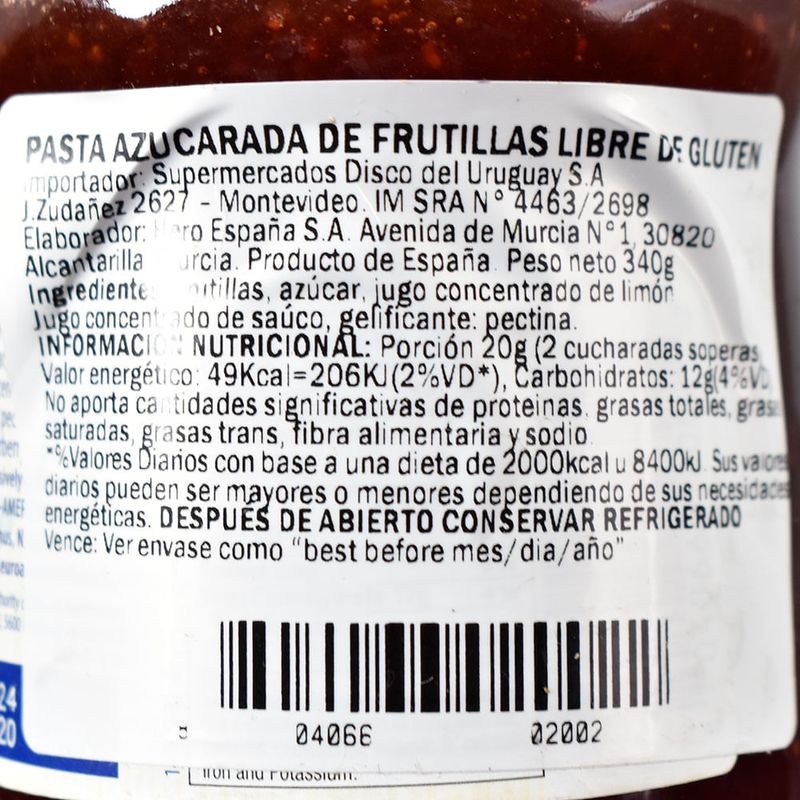 PASTA AZUCARADA DE FRUTILLAS LIBRE DE GLUTEN
Importador: Supermercados Disco del Uruguay S.A
J.Zudañez 2627 - Montevideo. IM SRA N° 4463/2698
Elaborador: Hero España S.A. Avenida de Murcia N°1, 30820
Alcantarilla Murcia. Producto de España. Peso neto 340g
Ingredientes frutillas, azúcar, jugo concentrado de limón
Jugo concentrado de saúco, gelificante: pectina.
INFORMACIÓN NUTRICIONAL: Porción 20g (2 cucharadas soperas
Valor energético: 49Kcal=206KJ(2%VD*), Carbohidratos: 12g(4%VD
No aporta cantidades significativas de proteinas, grasas totales, grasas
saturadas, grasas trans, fibra alimentaria y sodio.
*%Valores Diarios con base a una dieta de 2000kcal u 8400kJ. Sus valores
diarios pueden ser mayores o menores dependiendo de sus necesidades
energéticas. DESPUÉS DE ABIERTO CONSERVAR REFRIGERADO
Vence: Ver envase como "best before mes/dia/año"
04066 02002
24
20
Iron and Potassium.